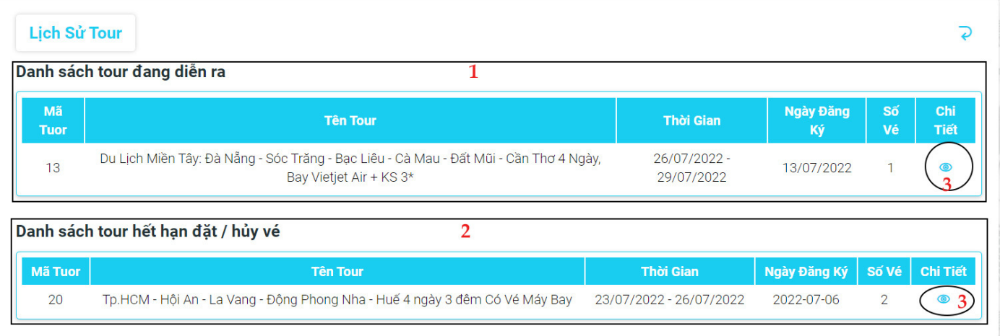 Lịch Sử Tour
Danh sách tour đang diễn ra
1
Mã Tuor
Tên Tour
Thời Gian
Ngày Đăng Ký
Số Vé
Chi Tiết
13
Du Lịch Miền Tây: Đà Nẵng - Sóc Trăng - Bạc Liêu - Cà Mau - Đất Mũi - Cần Thơ 4 Ngày,
Bay Vietjet Air + KS 3*
26/07/2022 -
29/07/2022
13/07/2022
1
3
Danh sách tour hết hạn đặt / hủy vé
2
Mã Tuor
Tên Tour
Thời Gian
Ngày Đăng Ký
Số Vé
Chi Tiết
20
Tp.HCM - Hội An - La Vang - Động Phong Nha - Huế 4 ngày 3 đêm Có Vé Máy Bay
23/07/2022 - 26/07/2022
2022-07-06
2
3